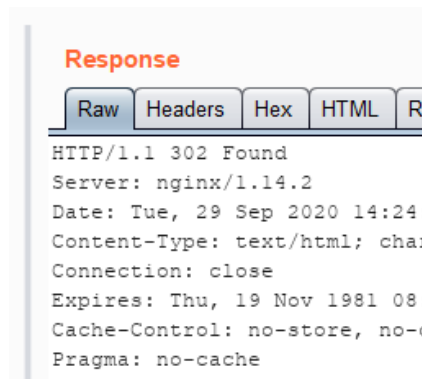 Response
Raw Headers Hex HTML R
HTTP/1.1 302 Found
Server: nginx/1.14.2
Date: Tue, 29 Sep 2020 14:24
Content-Type: text/html; cha
Connection: close
Expires: Thu, 19 Nov 1981 08
Cache-Control: no-store, no-
Pragma: no-cache